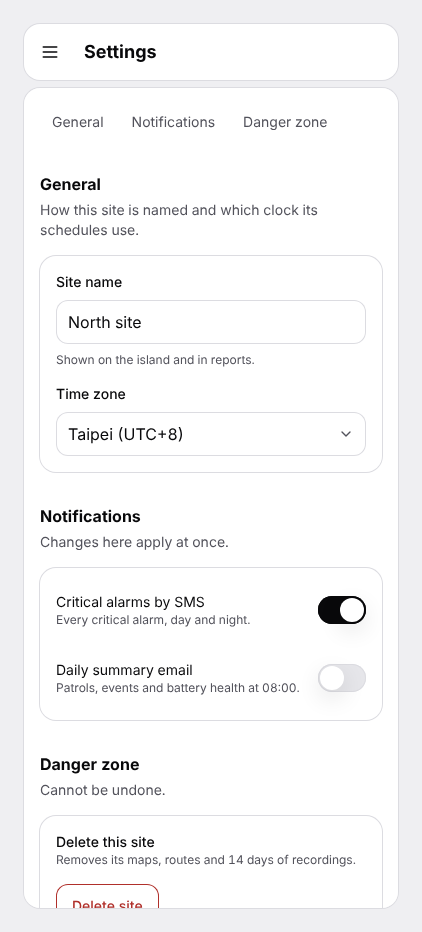 Settings
General Notifications Danger zone
General
How this site is named and which clock its
schedules use.
Site name
North site
Shown on the island and in reports.
Time zone
Taipei (UTC+8)
Notifications
Changes here apply at once.
Critical alarms by SMS
Every critical alarm, day and night.
Daily summary email
Patrols, events and battery health at 08:00.
Danger zone
Cannot be undone.
Delete this site
Removes its maps, routes and 14 days of recordings.
Delete site